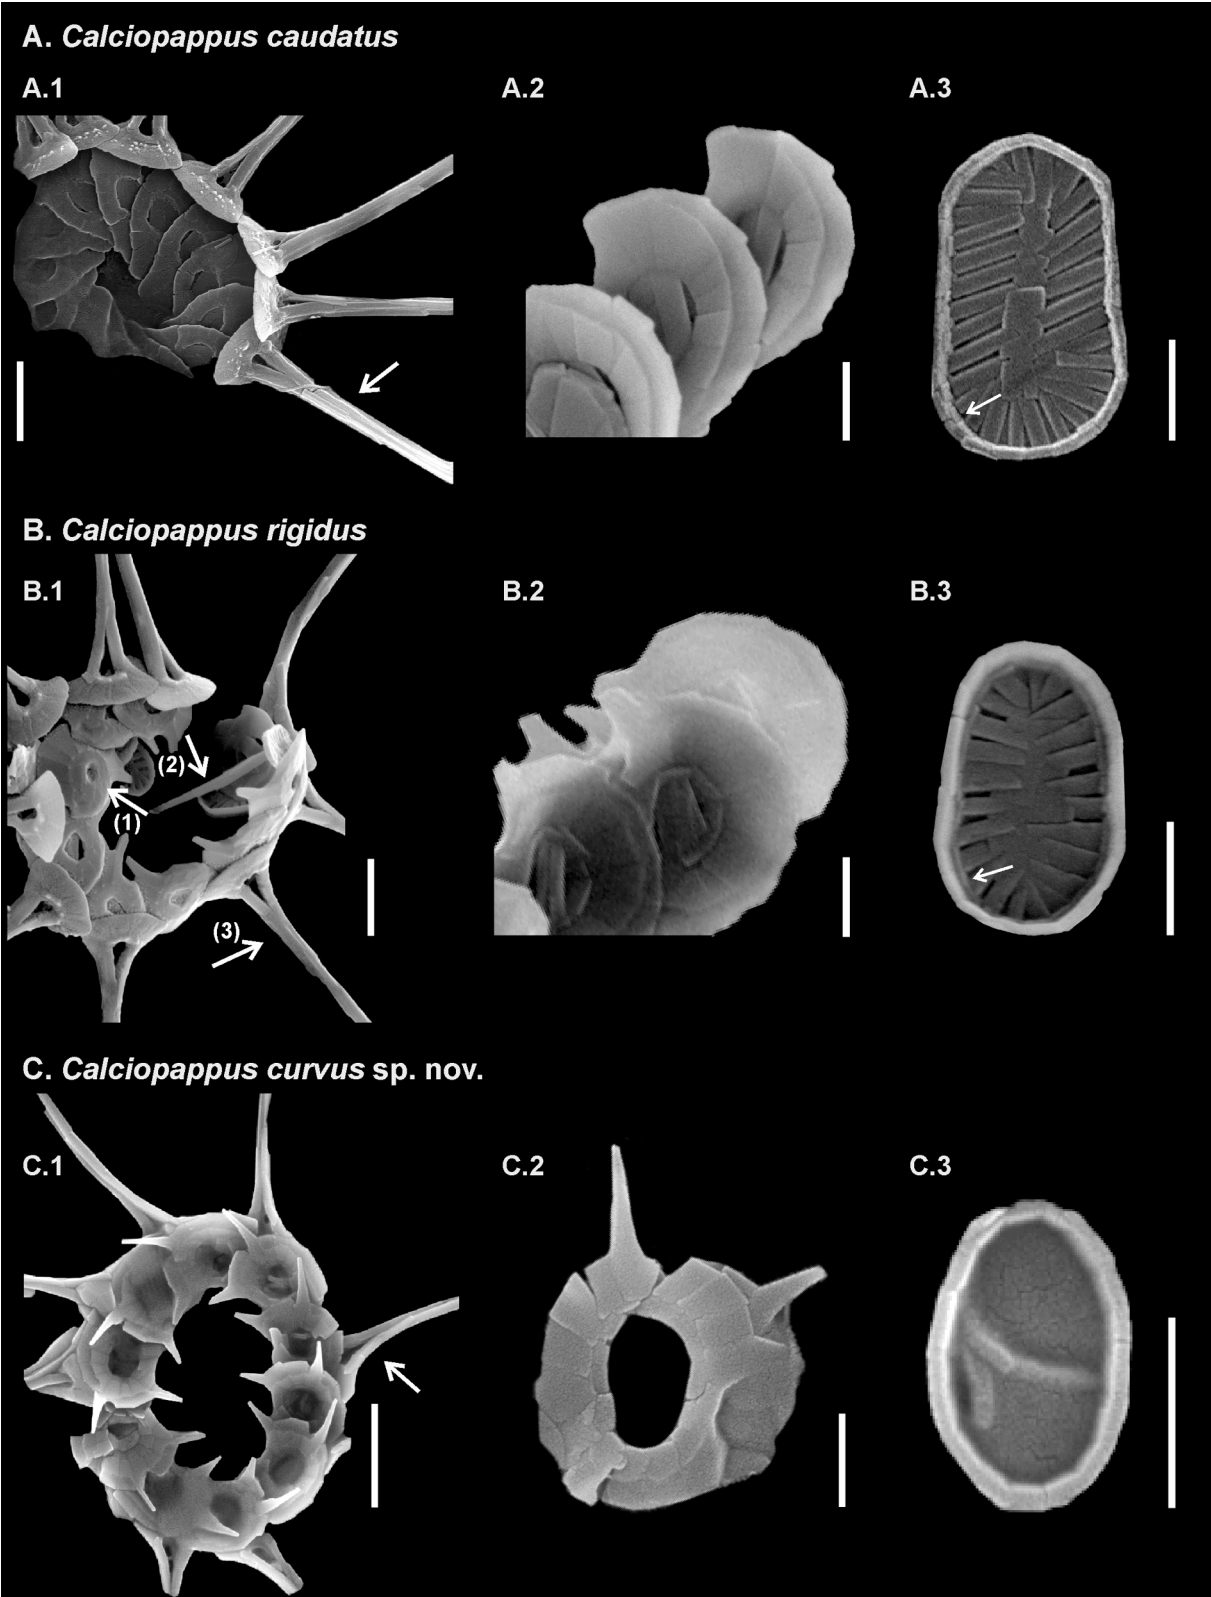 A. Calciopappus caudatus
A.1 A.2 A.3
B. Calciopappus rigidus
B.1 B.2 B.3
(2)
(1)
(3)
C. Calciopappus curvus sp. nov.
C.1 C.2 C.3